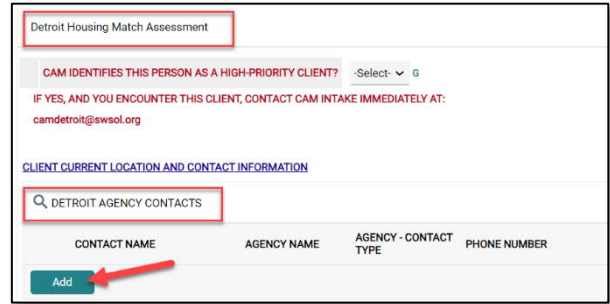 Detroit Housing Match Assessment
CAM IDENTIFIES THIS PERSON AS A HIGH-PRIORITY CLIENT? -Select- G
IF YES, AND YOU ENCOUNTER THIS CLIENT, CONTACT CAM INTAKE IMMEDIATELY AT:
camdetroit@swsol.org
CLIENT CURRENT LOCATION AND CONTACT INFORMATION
DETROIT AGENCY CONTACTS
CONTACT NAME AGENCY NAME AGENCY - CONTACT TYPE PHONE NUMBER
Add